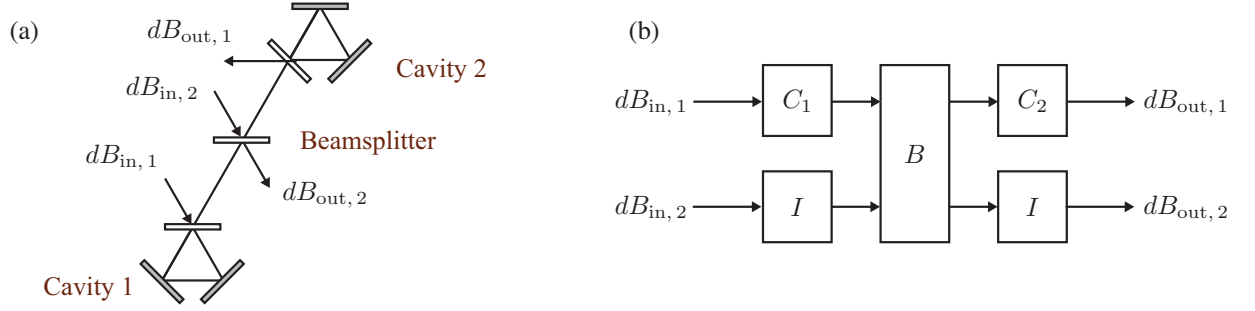 (a)
dB_out, 1
Cavity 2
dB_in, 2
Beamsplitter
dB_in, 1
dB_out, 2
Cavity 1
(b)
dB_in, 1 C_1 C_2 dB_out, 1
B
dB_in, 2 I I dB_out, 2